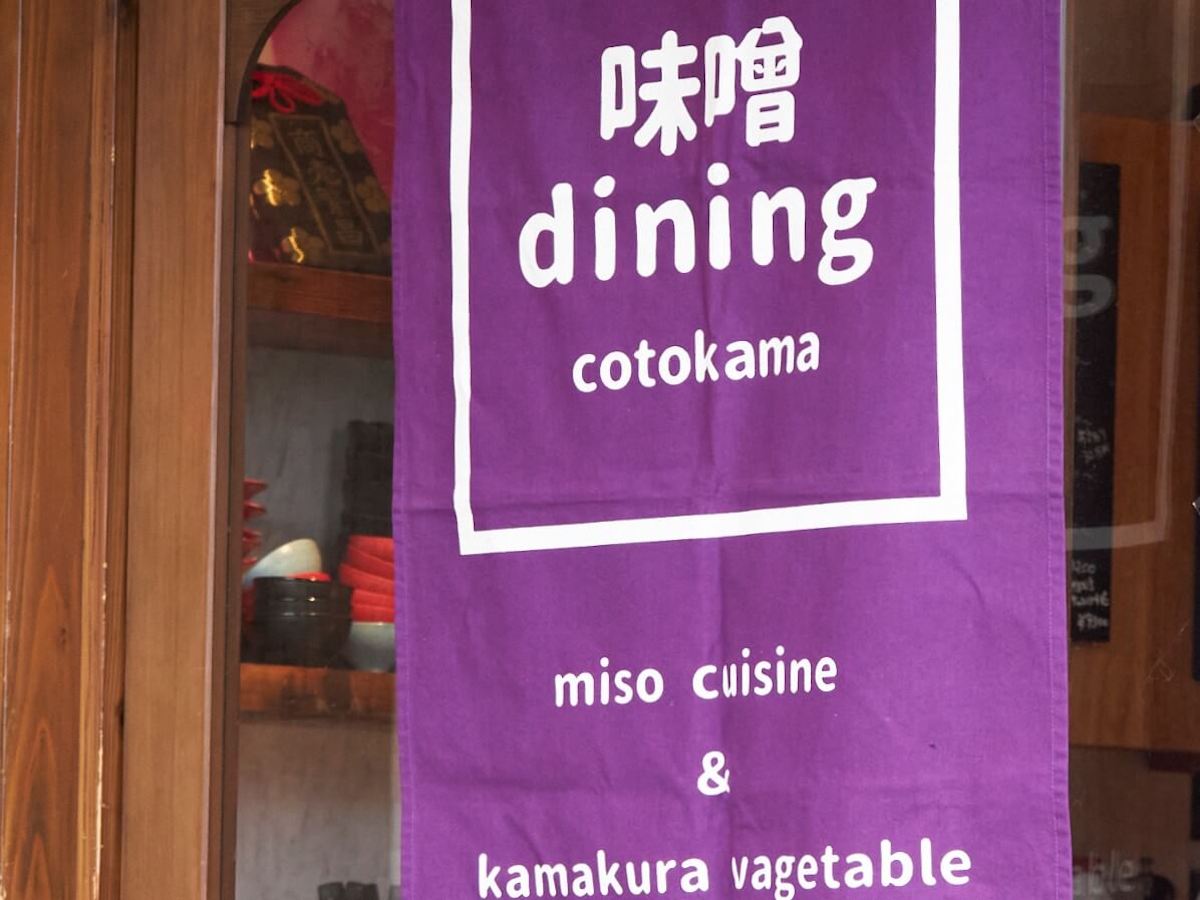 味噌
dining
cotokama
miso cuisine
&
kamakura vagetable